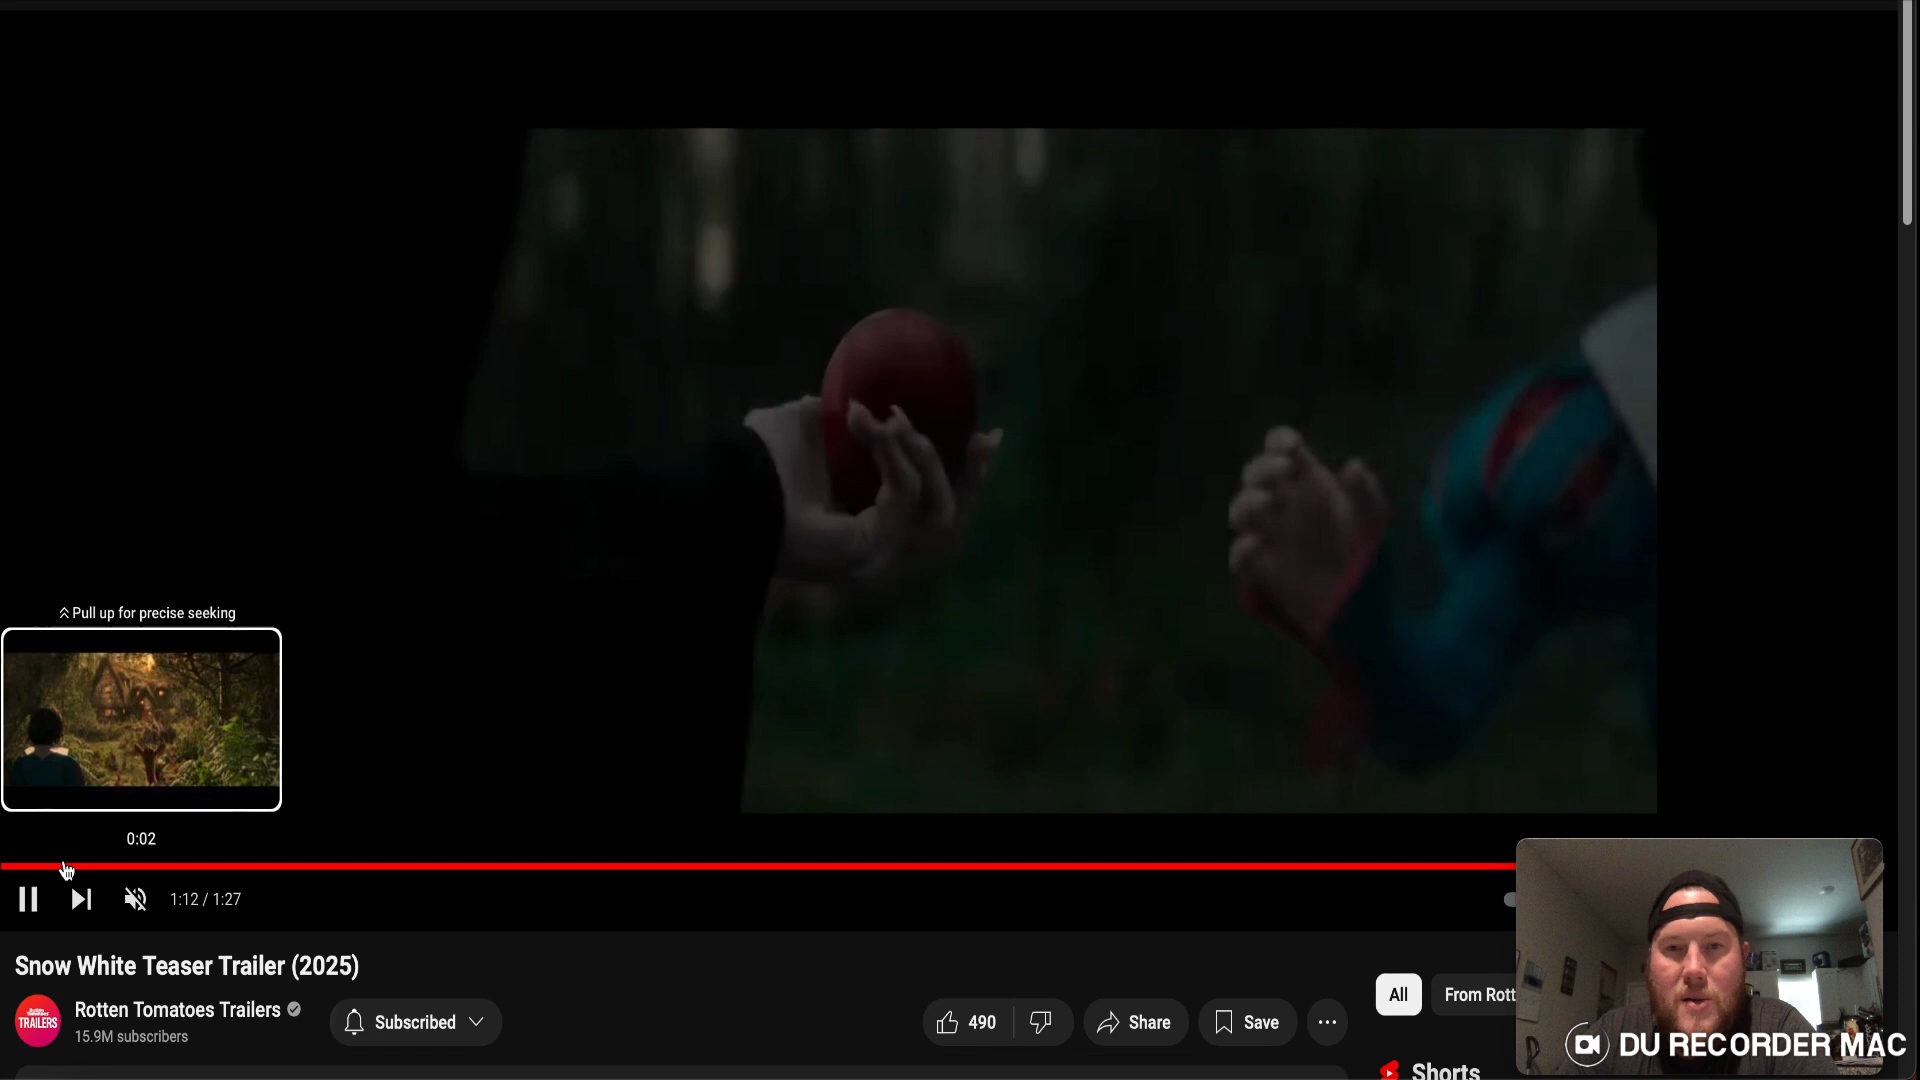 Pull up for precise seeking
0:02
1:12 / 1:27
Snow White Teaser Trailer (2025)
TRAILERS
Rotten Tomatoes Trailers
15.9M subscribers
Subscribed
490
Share
Save
All
From Rott
Shorts
DU RECORDER MAC